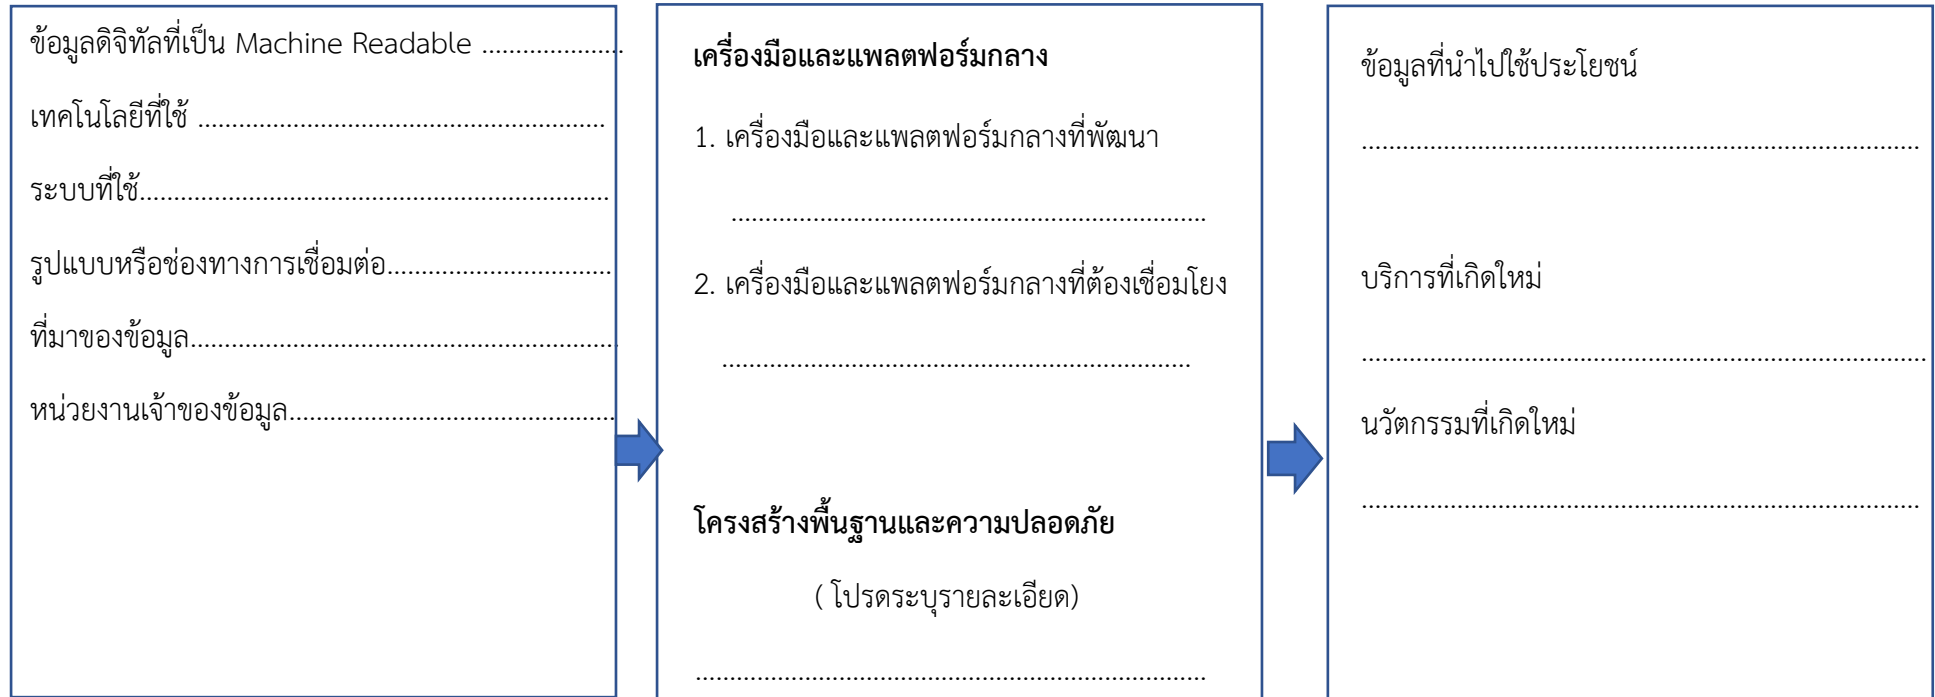 ข้อมูลดิจิทัลที่เป็น Machine Readable .....................
เทคโนโลยีที่ใช้ ............................................................
ระบบที่ใช้.....................................................................
รูปแบบหรือช่องทางการเชื่อมต่อ.................................
ที่มาของข้อมูล...............................................................
หน่วยงานเจ้าของข้อมูล................................................
เครื่องมือและแพลตฟอร์มกลาง
1. เครื่องมือและแพลตฟอร์มกลางที่พัฒนา
......................................................................
2. เครื่องมือและแพลตฟอร์มกลางที่ต้องเชื่อมโยง
.....................................................................
โครงสร้างพื้นฐานและความปลอดภัย
( โปรดระบุรายละเอียด)
...........................................................................
ข้อมูลที่นำไปใช้ประโยชน์
..................................................................................
บริการที่เกิดใหม่
...................................................................................
นวัตกรรมที่เกิดใหม่
..................................................................................